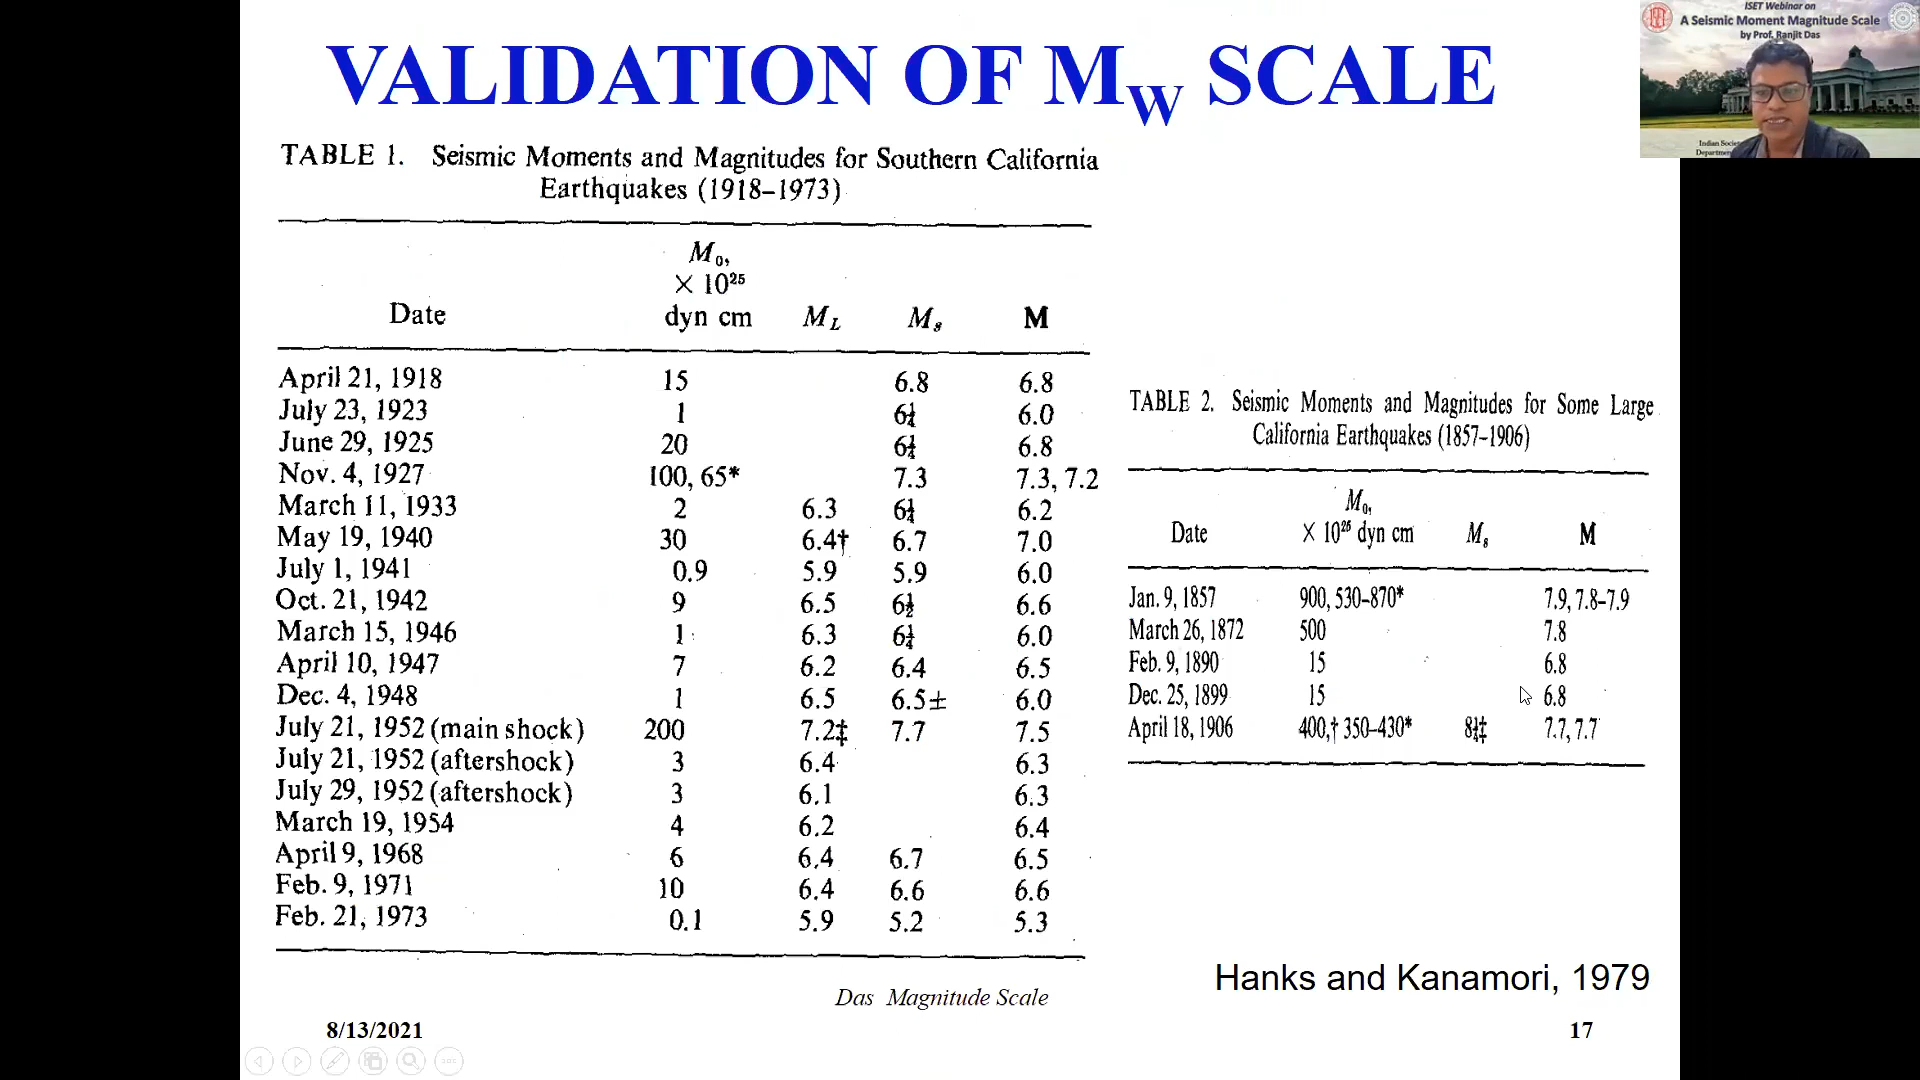 VALIDATION OF MW SCALE
ISET Webinar on
A Seismic Moment Magnitude Scale
by Prof. Ranjit Das
TABLE 1. Seismic Moments and Magnitudes for Southern California
Earthquakes (1918–1973)
M0,
× 10^25
Date dyn cm ML Ms M
April 21, 1918 15 6.8 6.8
July 23, 1923 1 6¼ 6.0
June 29, 1925 20 6¼ 6.8
Nov. 4, 1927 100, 65* 7.3 7.3, 7.2
March 11, 1933 2 6.3 6¼ 6.2
May 19, 1940 30 6.4† 6.7 7.0
July 1, 1941 0.9 5.9 5.9 6.0
Oct. 21, 1942 9 6.5 6½ 6.6
March 15, 1946 1 6.3 6¼ 6.0
April 10, 1947 7 6.2 6.4 6.5
Dec. 4, 1948 1 6.5 6.5± 6.0
July 21, 1952 (main shock) 200 7.2‡ 7.7 7.5
July 21, 1952 (aftershock) 3 6.4 6.3
July 29, 1952 (aftershock) 3 6.1 6.3
March 19, 1954 4 6.2 6.4
April 9, 1968 6 6.4 6.7 6.5
Feb. 9, 1971 10 6.4 6.6 6.6
Feb. 21, 1973 0.1 5.9 5.2 5.3
TABLE 2. Seismic Moments and Magnitudes for Some Large
California Earthquakes (1857–1906)
M0,
Date × 10^25 dyn cm Ms M
Jan. 9, 1857 900, 530–870* 7.9, 7.8–7.9
March 26, 1872 500 7.8
Feb. 9, 1890 15 6.8
Dec. 25, 1899 15 6.8
April 18, 1906 400,† 350–430* 8¼‡ 7.7, 7.7
Hanks and Kanamori, 1979
Das Magnitude Scale
8/13/2021 17